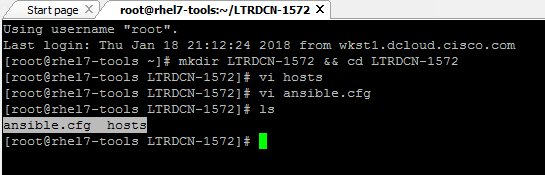 Start page
root@rhel7-tools:~/LTRDCN-1572
Using username "root".
Last login: Thu Jan 18 21:12:24 2018 from wkst1.dcloud.cisco.com
[root@rhel7-tools ~]# mkdir LTRDCN-1572 && cd LTRDCN-1572
[root@rhel7-tools LTRDCN-1572]# vi hosts
[root@rhel7-tools LTRDCN-1572]# vi ansible.cfg
[root@rhel7-tools LTRDCN-1572]# ls
ansible.cfg  hosts
[root@rhel7-tools LTRDCN-1572]#